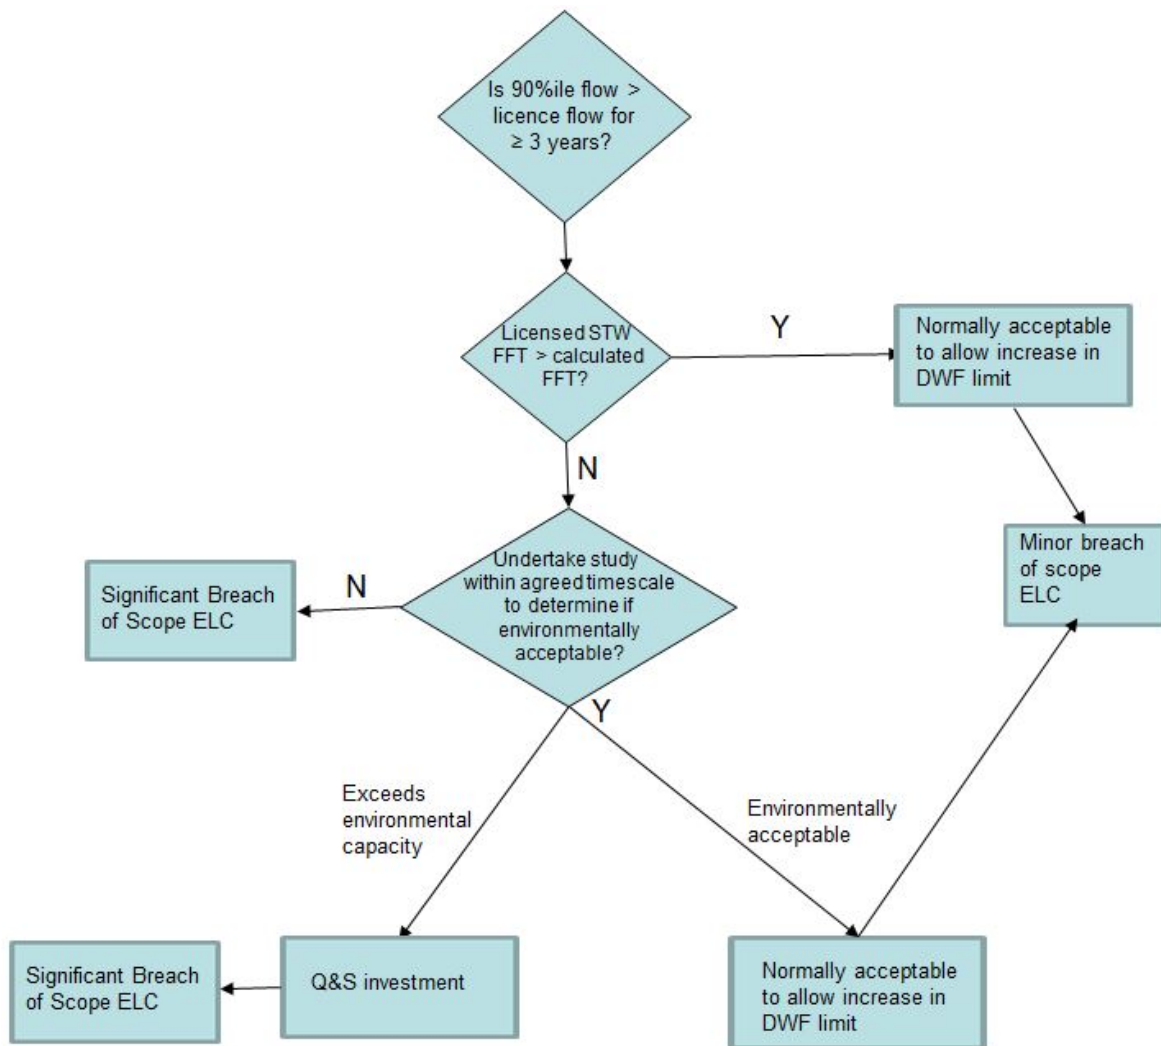 Is 90%ile flow >
licence flow for
≥ 3 years?
Licensed STW
FFT > calculated
FFT?
Y
Normally acceptable
to allow increase in
DWF limit
N
Undertake study
within agreed timescale
to determine if
environmentally
acceptable?
N
Significant Breach
of Scope ELC
Minor breach
of scope
ELC
Y
Exceeds
environmental
capacity
Environmentally
acceptable
Significant Breach
of Scope ELC
Q&S investment
Normally acceptable
to allow increase in
DWF limit